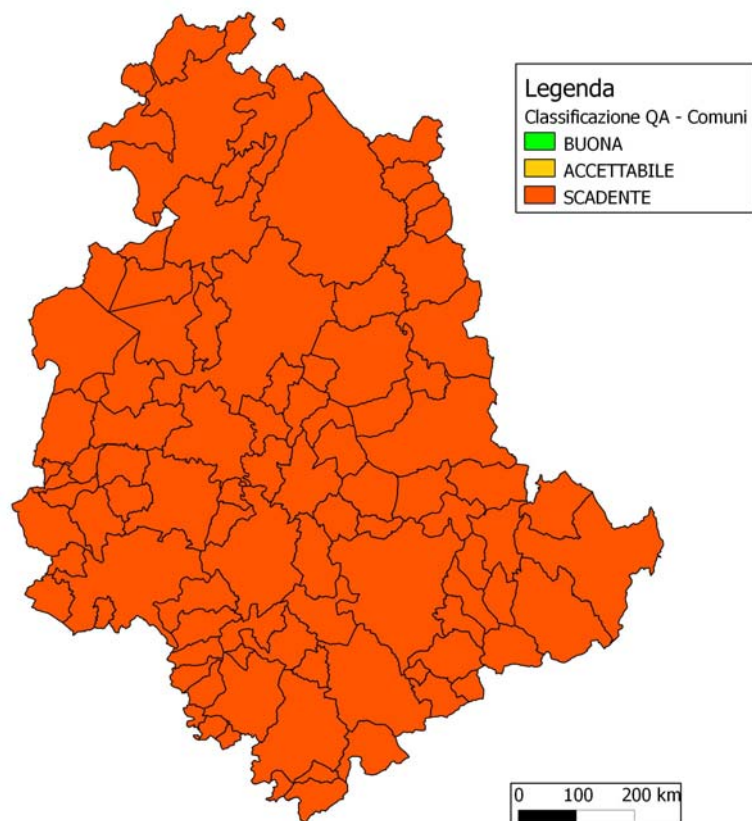 Legenda
Classificazione QA - Comuni
BUONA
ACCETTABILE
SCADENTE
0 100 200 km